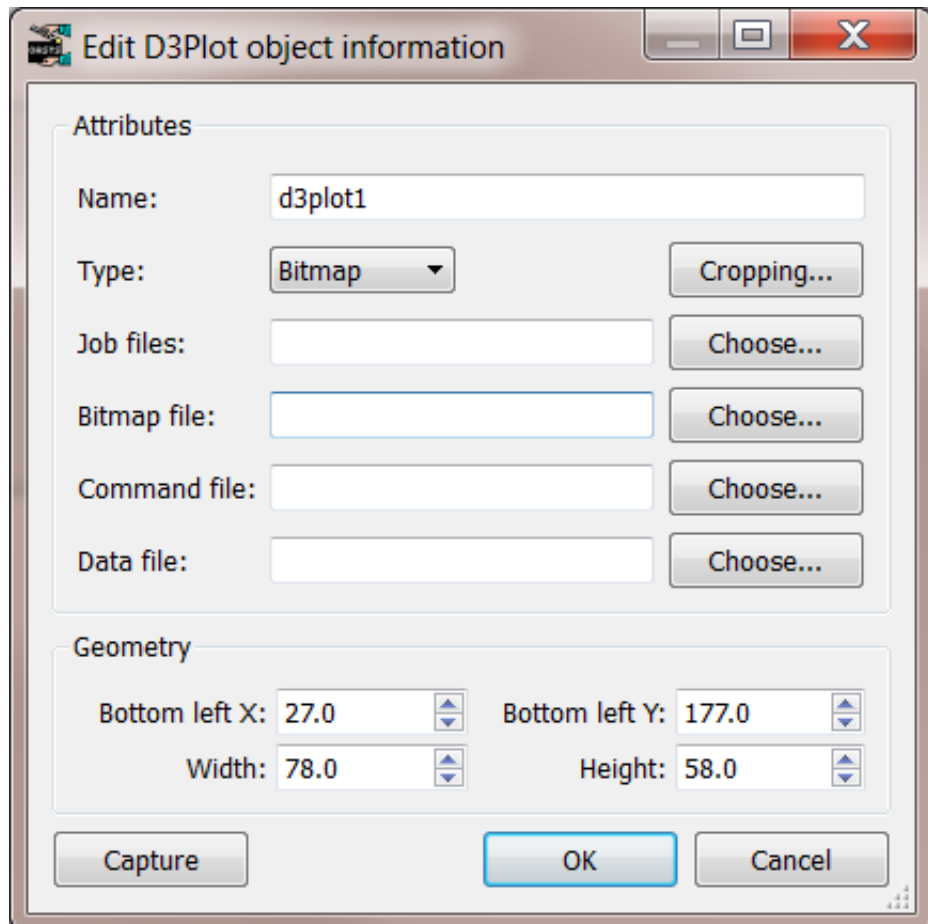 Edit D3Plot object information
Attributes
Name: d3plot1
Type: Bitmap Cropping...
Job files: Choose...
Bitmap file: Choose...
Command file: Choose...
Data file: Choose...
Geometry
Bottom left X: 27.0 Bottom left Y: 177.0
Width: 78.0 Height: 58.0
Capture OK Cancel